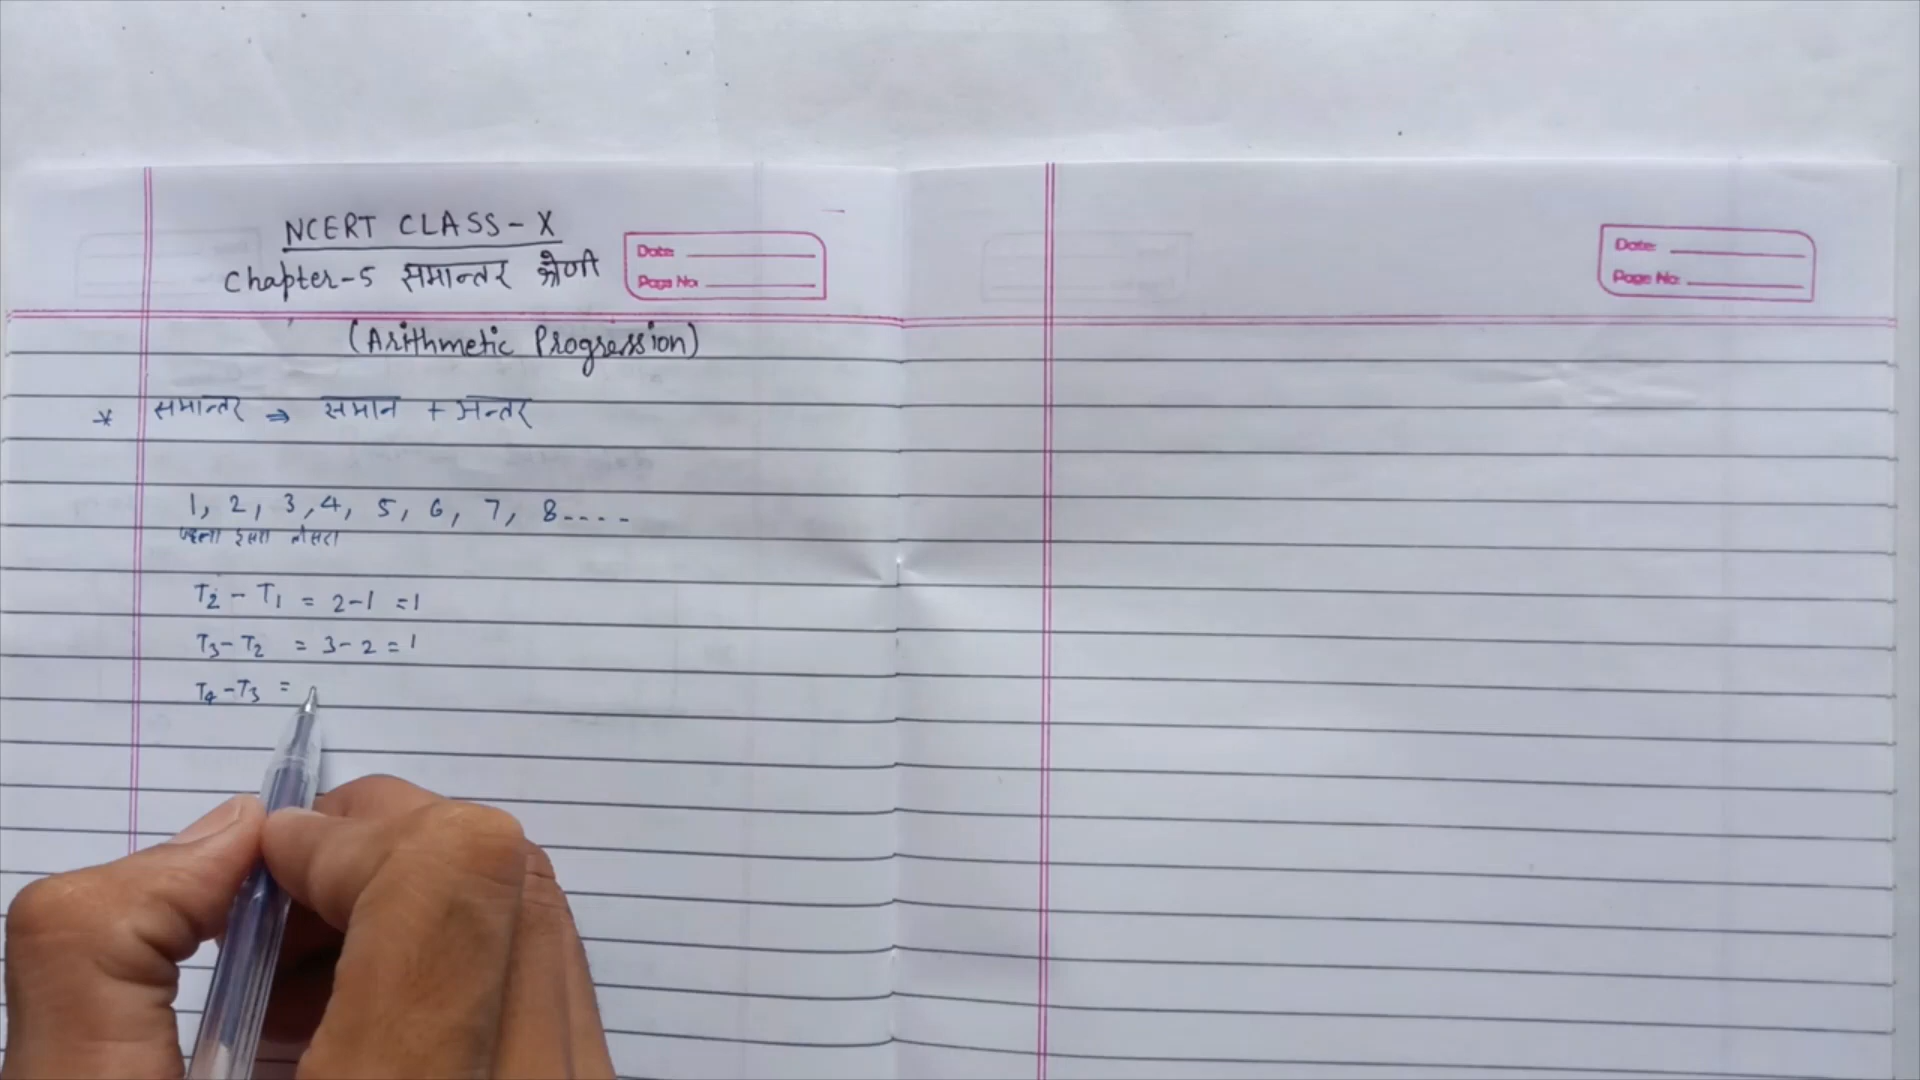 NCERT CLASS-X
Chapter-5 समान्तर श्रेणी
Date:
Page No:
Date:
Page No:
(Arithmetic Progression)
* समान्तर ⇒ समान + अन्तर
1, 2, 3, 4, 5, 6, 7, 8....
पहला दूसरा तीसरा
T2 - T1 = 2-1 =1
T3-T2 = 3-2 =1
T4-T3 =